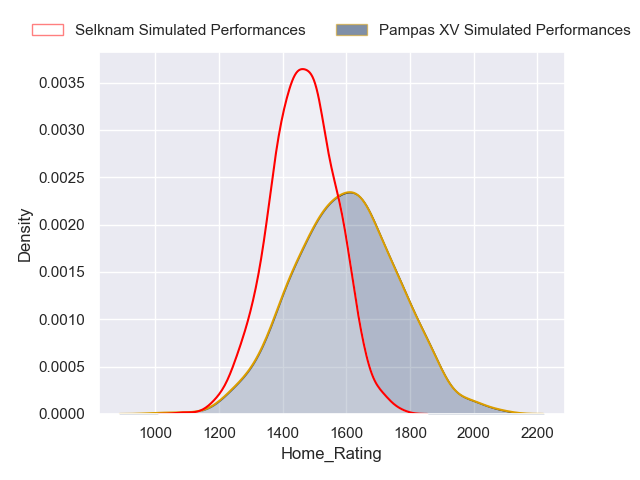 Selknam Simulated Performances
Pampas XV Simulated Performances
0.0035
0.0030
0.0025
0.0020
0.0015
0.0010
0.0005
0.0000
Density
1000 1200 1400 1600 1800 2000 2200
Home_Rating